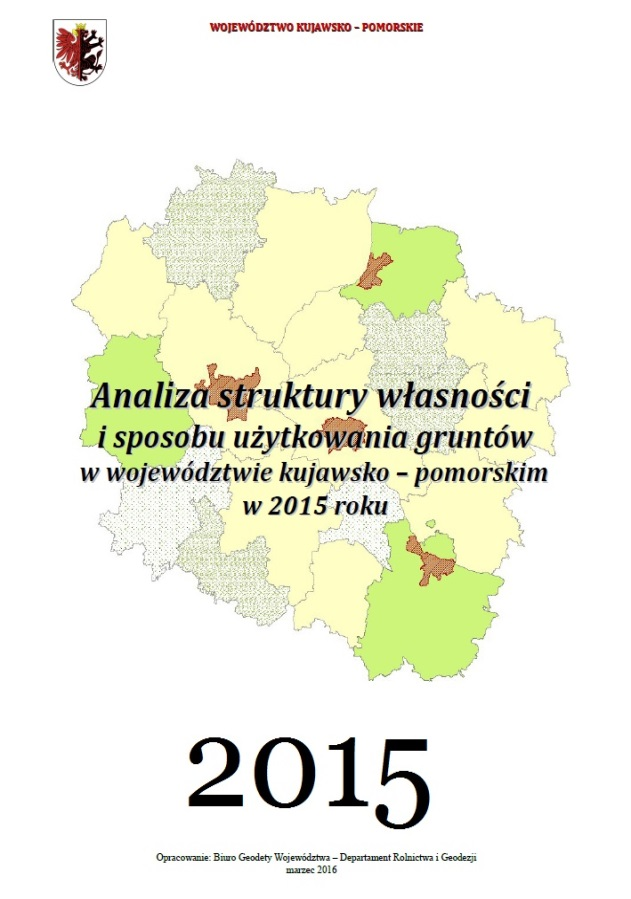 WOJEWÓDZTWO KUJAWSKO – POMORSKIE
Analiza struktury własności
i sposobu użytkowania gruntów
w województwie kujawsko – pomorskim
w 2015 roku
2015
Opracowanie: Biuro Geodety Województwa – Departament Rolnictwa i Geodezji
marzec 2016